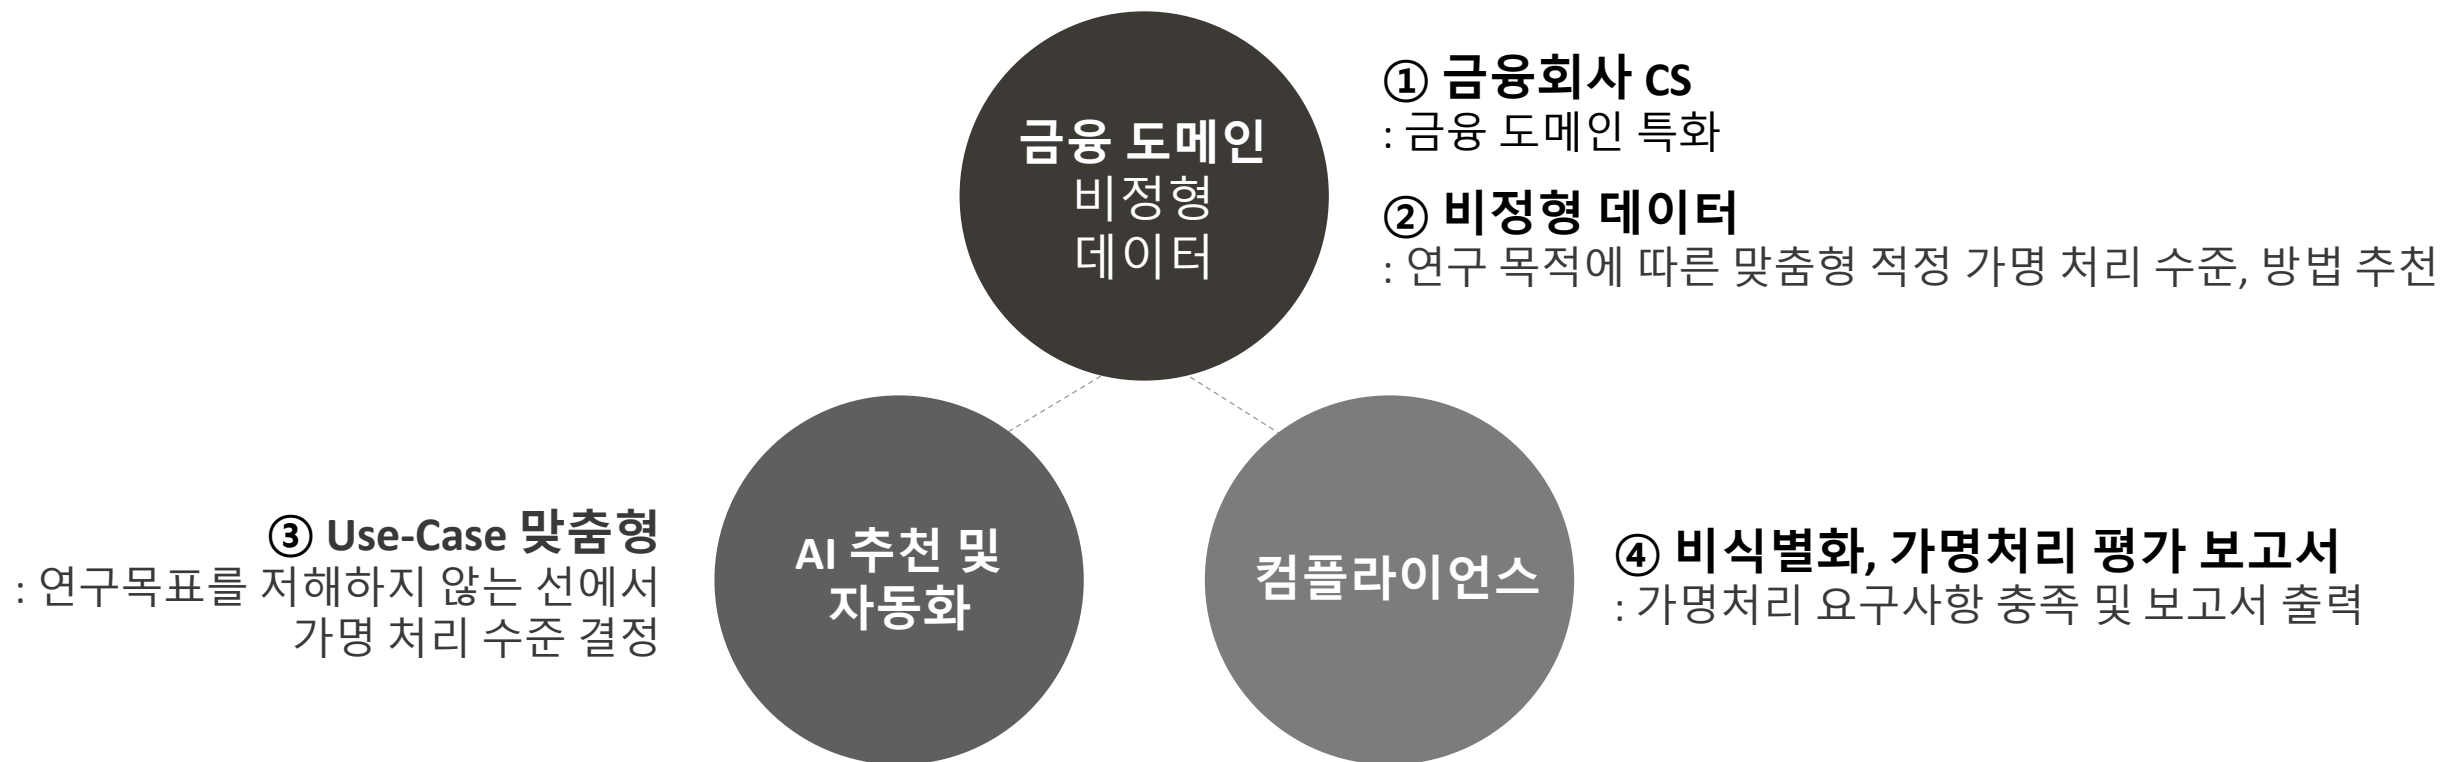 금융 도메인
비정형
데이터
① 금융회사 CS
: 금융 도메인 특화
② 비정형 데이터
: 연구 목적에 따른 맞춤형 적정 가명 처리 수준, 방법 추천
③ Use-Case 맞춤형
: 연구목표를 저해하지 않는 선에서
가명 처리 수준 결정
AI 추천 및
자동화
컴플라이언스
④ 비식별화, 가명처리 평가 보고서
: 가명처리 요구사항 충족 및 보고서 출력